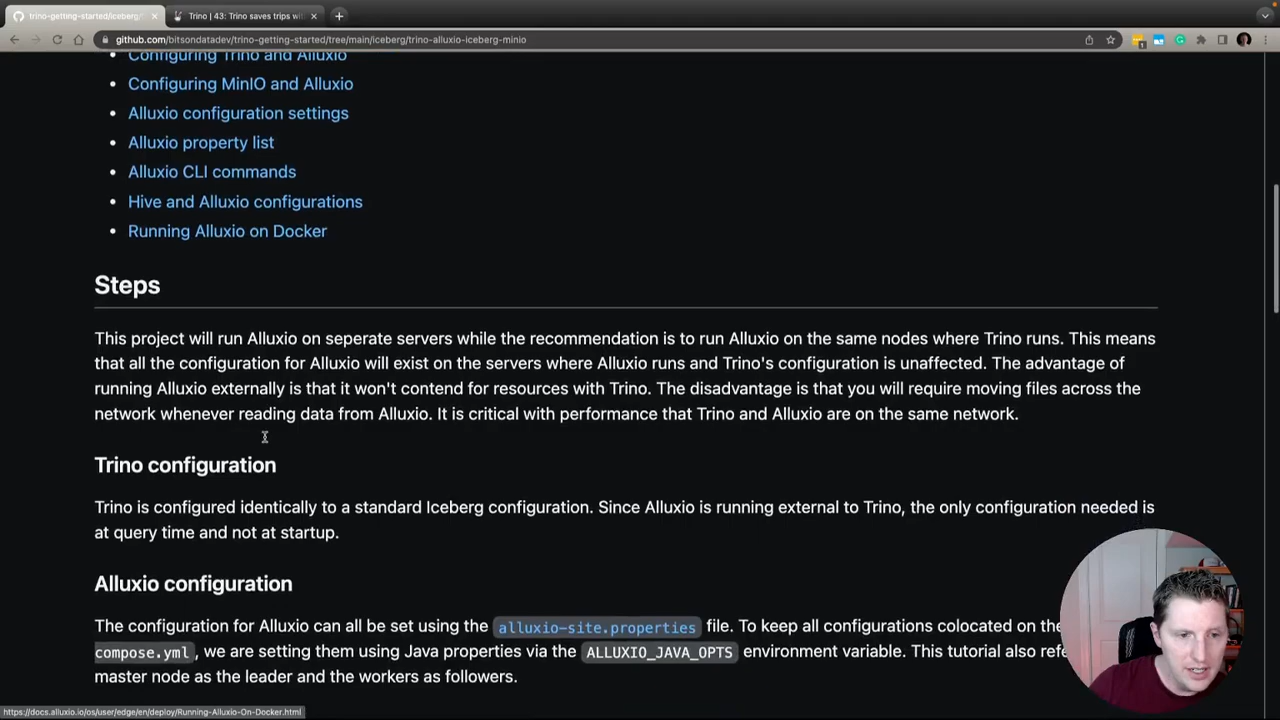 trino-getting-started/iceberg/
Trino | 43: Trino saves trips wit
github.com/bitsondatadev/trino-getting-started/tree/main/iceberg/trino-alluxio-iceberg-minio
Configuring Trino and Alluxio
Configuring MinIO and Alluxio
Alluxio configuration settings
Alluxio property list
Alluxio CLI commands
Hive and Alluxio configurations
Running Alluxio on Docker
Steps
This project will run Alluxio on seperate servers while the recommendation is to run Alluxio on the same nodes where Trino runs. This means
that all the configuration for Alluxio will exist on the servers where Alluxio runs and Trino's configuration is unaffected. The advantage of
running Alluxio externally is that it won't contend for resources with Trino. The disadvantage is that you will require moving files across the
network whenever reading data from Alluxio. It is critical with performance that Trino and Alluxio are on the same network.
Trino configuration
Trino is configured identically to a standard Iceberg configuration. Since Alluxio is running external to Trino, the only configuration needed is
at query time and not at startup.
Alluxio configuration
The configuration for Alluxio can all be set using the alluxio-site.properties file. To keep all configurations colocated on the
compose.yml, we are setting them using Java properties via the ALLUXIO_JAVA_OPTS environment variable. This tutorial also refe
master node as the leader and the workers as followers.
https://docs.alluxio.io/os/user/edge/en/deploy/Running-Alluxio-On-Docker.html